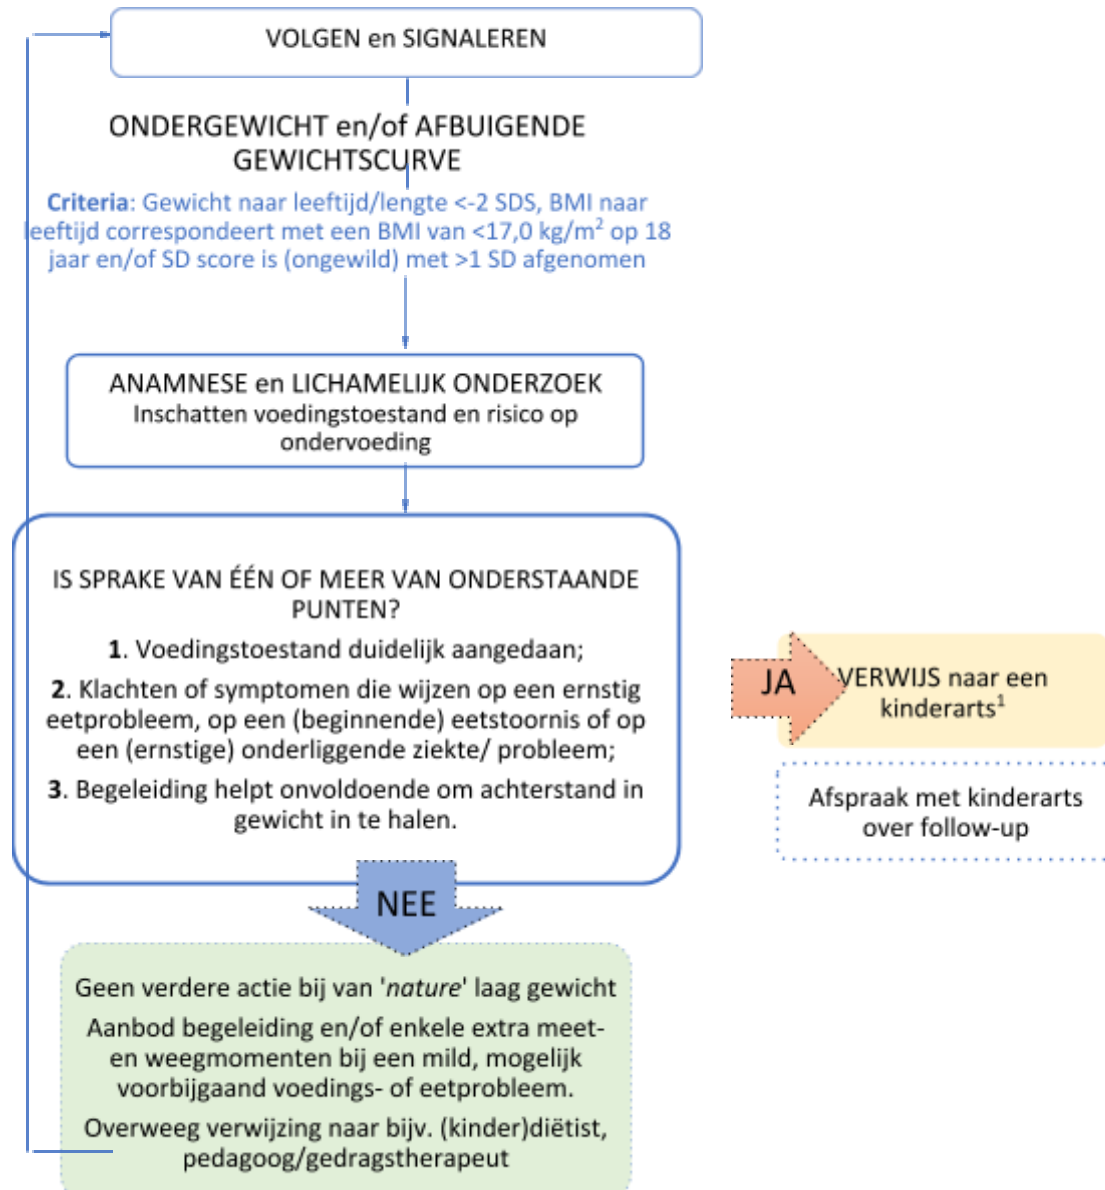 VOLGEN en SIGNALEREN
ONDERGEWICHT en/of AFBUIGENDE
GEWICHTSCURVE
Criteria: Gewicht naar leeftijd/lengte <-2 SDS, BMI naar
leeftijd correspondeert met een BMI van <17,0 kg/m² op 18
jaar en/of SD score is (ongewild) met >1 SD afgenomen
ANAMNESE en LICHAMELIJK ONDERZOEK
Inschatten voedingstoestand en risico op
ondervoeding
IS SPRAKE VAN ÉÉN OF MEER VAN ONDERSTAANDE
PUNTEN?
1. Voedingstoestand duidelijk aangedaan;
2. Klachten of symptomen die wijzen op een ernstig
eetprobleem, op een (beginnende) eetstoornis of op
een (ernstige) onderliggende ziekte/ probleem;
3. Begeleiding helpt onvoldoende om achterstand in
gewicht in te halen.
JA
VERWIJS naar een
kinderarts¹
Afspraak met kinderarts
over follow-up
NEE
Geen verdere actie bij van 'nature' laag gewicht
Aanbod begeleiding en/of enkele extra meet-
en weegmomenten bij een mild, mogelijk
voorbijgaand voedings- of eetprobleem.
Overweeg verwijzing naar bijv. (kinder)diëtist,
pedagoog/gedragstherapeut